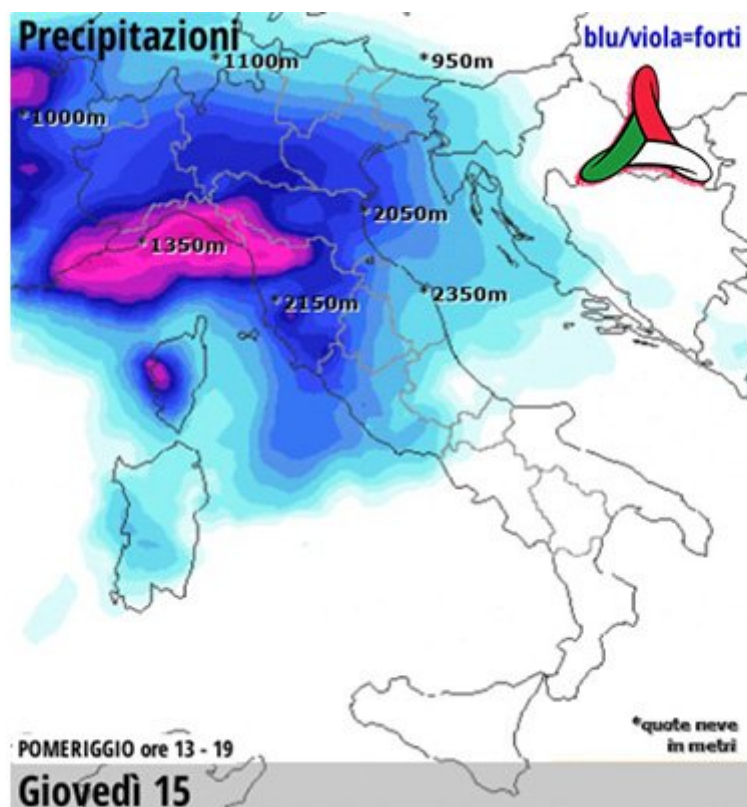 Precipitazioni
blu/viola=forti
*1100m
*950m
*1000m
*2050m
*1350m
*2150m
*2350m
*quote neve
in metri
POMERIGGIO ore 13 - 19
Giovedì 15